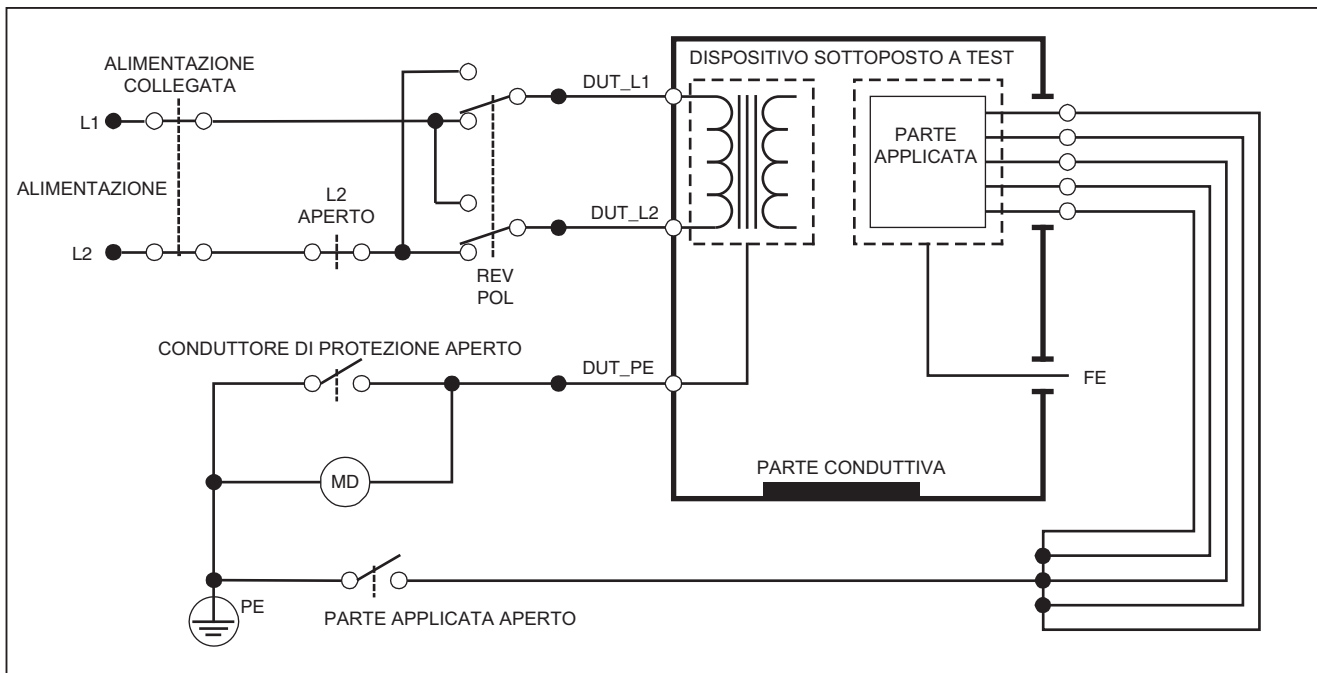 DISPOSITIVO SOTTOPOSTO A TEST
ALIMENTAZIONE
COLLEGATA
DUT_L1
L1
PARTE
APPLICATA
ALIMENTAZIONE
L2
APERTO
DUT_L2
L2
REV
POL
CONDUTTORE DI PROTEZIONE APERTO
DUT_PE
FE
PARTE CONDUTTIVA
MD
PE
PARTE APPLICATA APERTO